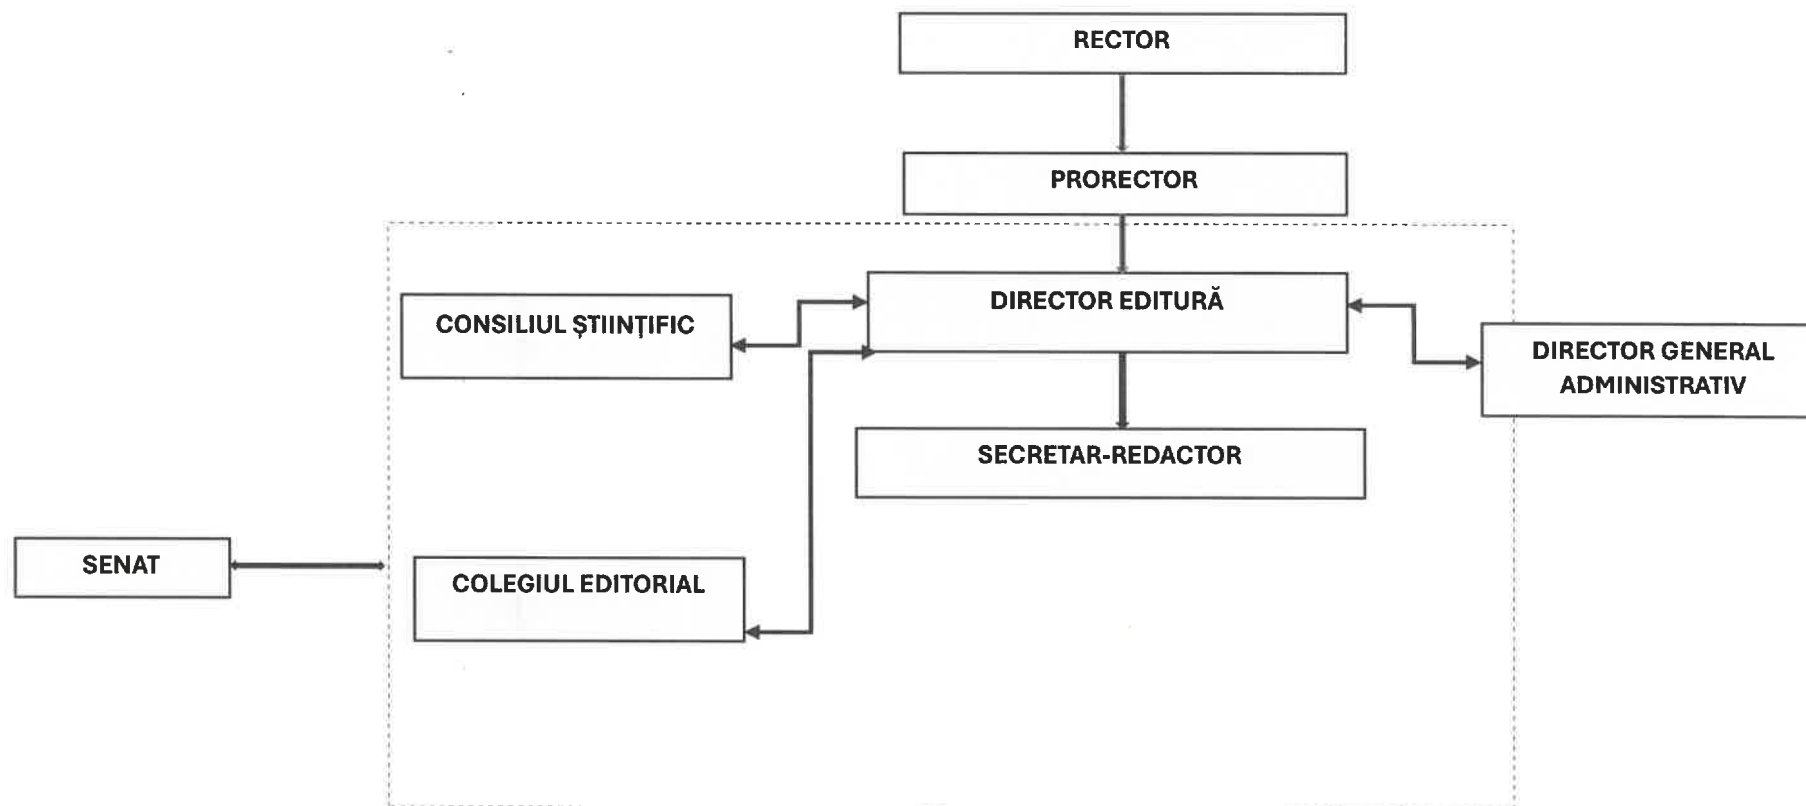 RECTOR
PRORECTOR
DIRECTOR EDITURĂ
CONSILIUL ȘTIINȚIFIC
DIRECTOR GENERAL
ADMINISTRATIV
SECRETAR-REDACTOR
SENAT
COLEGIUL EDITORIAL